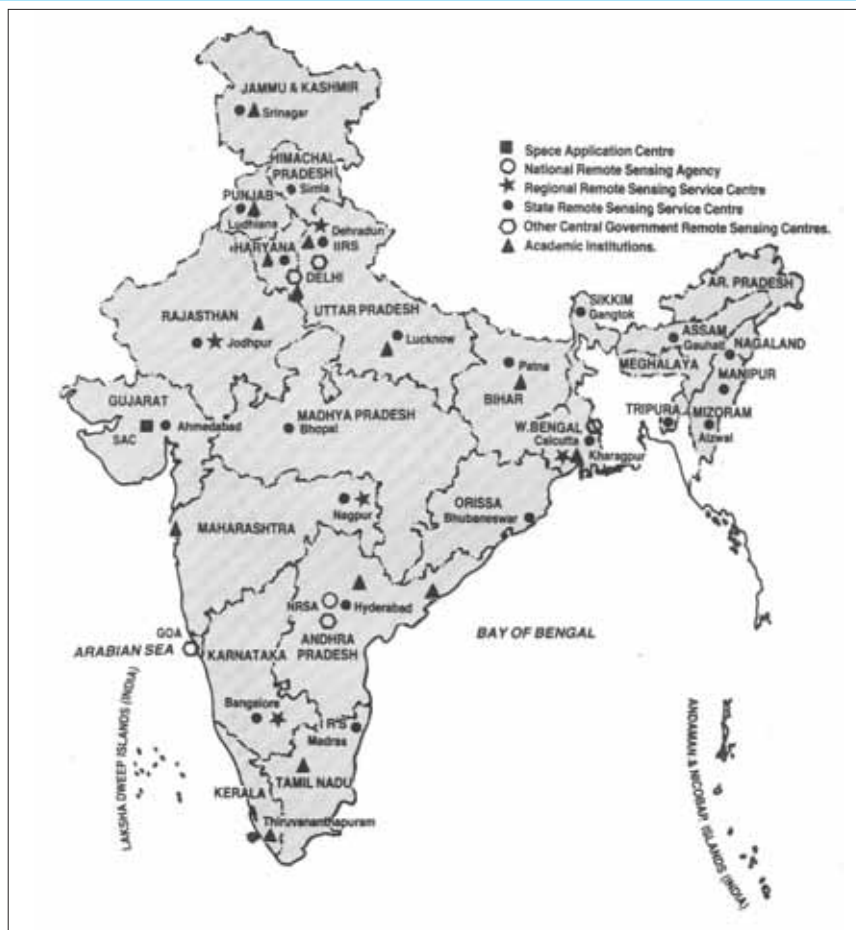 JAMMU & KASHMIR
Srinagar
HIMACHAL
PRADESH
Simla
PUNJAB
Ludhiana
Dehradun
IIRS
HARYANA
DELHI
UTTAR PRADESH
RAJASTHAN
Jodhpur
Lucknow
Spece Application Centre
National Remote Sensing Agency
Regional Remote Sensing Service Centre
State Remote Sensing Service Centre
Other Central Government Remote Sensing Centres.
Academic Institutions.
AR. PRADESH
SIKKIM
Gangtok
ASSAM
Gauhati
NAGALAND
MEGHALAYA
MANIPUR
TRIPURA
MIZORAM
Aizwal
Patna
BIHAR
GUJARAT
SAC
Ahmedabad
MADHYA PRADESH
Bhopal
W.BENGAL
Calcutta
Kharagpur
ORISSA
Bhubaneswar
Nagpur
MAHARASHTRA
NRSA
Hyderabad
ANDHRA
PRADESH
GOA
ARABIAN SEA
KARNATAKA
BAY OF BENGAL
Bangalore
I R'S
Madras
TAMIL NADU
KERALA
Thiruvananthapuram
LAKSHA DWEEP ISLANDS (INDIA)
ANDAMAN & NICOBAR ISLANDS (INDIA)